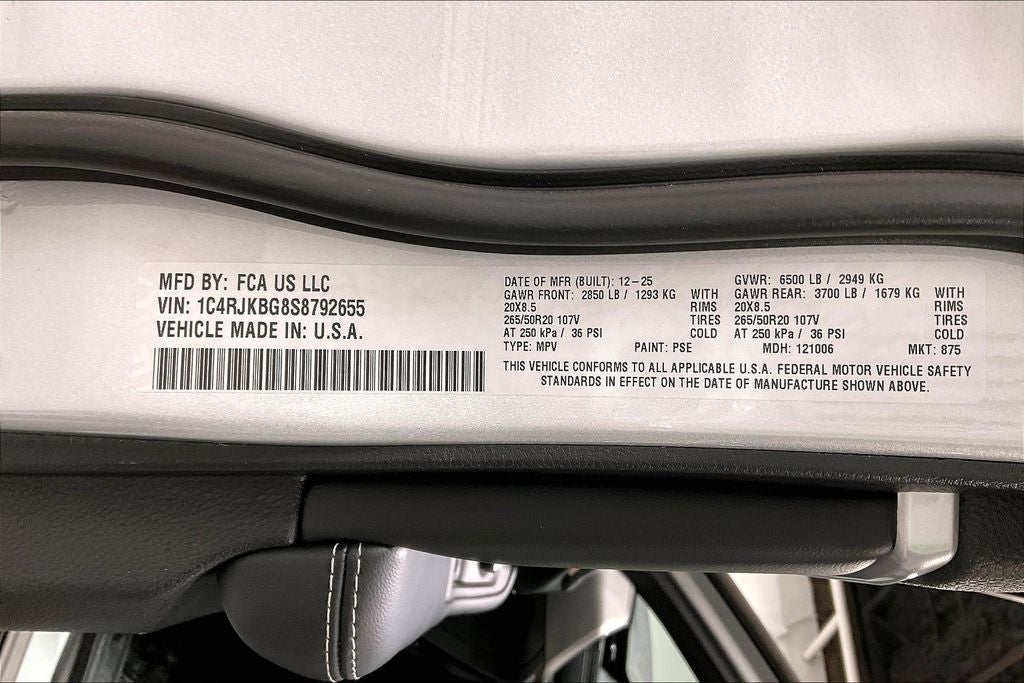 MFD BY: FCA US LLC
VIN: 1C4RJKBG8S8792655
VEHICLE MADE IN: U.S.A.
DATE OF MFR (BUILT): 12-25
GAWR FRONT: 2850 LB / 1293 KG WITH
20X8.5 RIMS
265/50R20 107V TIRES
AT 250 kPa / 36 PSI COLD
GVWR: 6500 LB / 2949 KG
GAWR REAR: 3700 LB / 1679 KG WITH
20X8.5 RIMS
265/50R20 107V TIRES
AT 250 kPa / 36 PSI COLD
TYPE: MPV PAINT: PSE MDH: 121006 MKT: 875
THIS VEHICLE CONFORMS TO ALL APPLICABLE U.S.A. FEDERAL MOTOR VEHICLE SAFETY
STANDARDS IN EFFECT ON THE DATE OF MANUFACTURE SHOWN ABOVE.